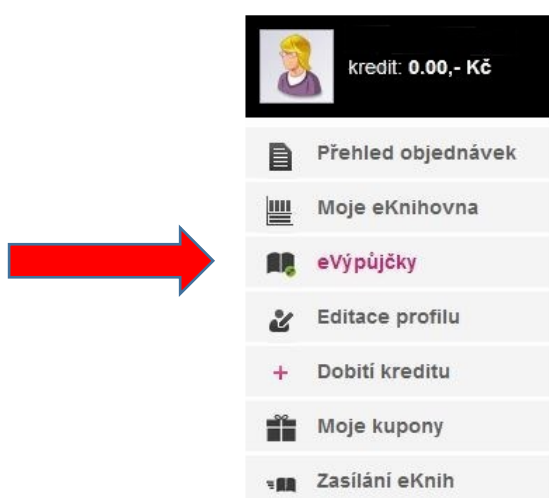 kredit: 0.00,- Kč
Přehled objednávek
Moje eKnihovna
eVýpůjčky
Editace profilu
Dobití kreditu
Moje kupony
Zasílání eKnih